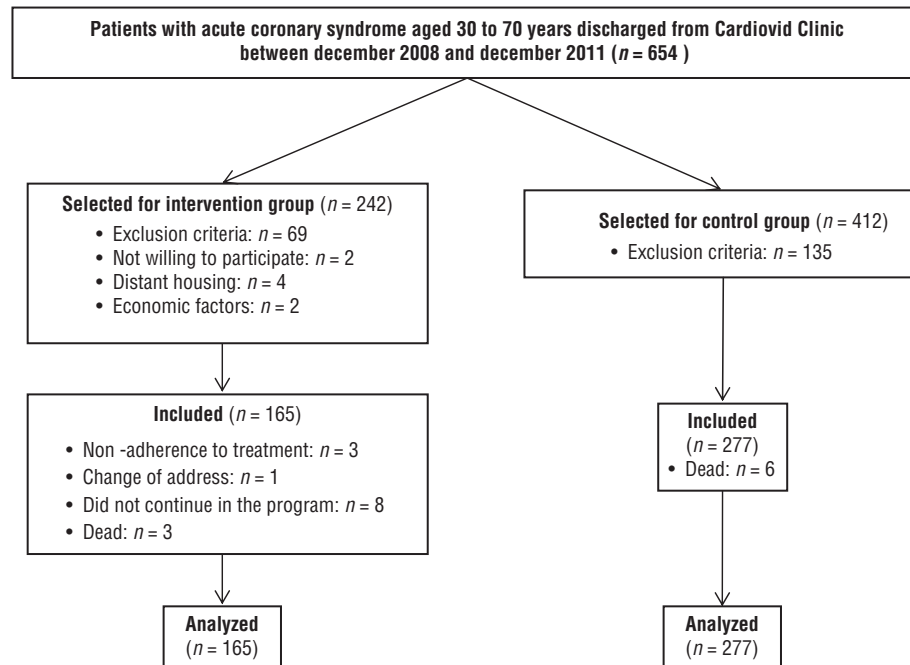 Patients with acute coronary syndrome aged 30 to 70 years discharged from Cardiovid Clinic
between december 2008 and december 2011 (n = 654 )
Selected for intervention group (n = 242)
• Exclusion criteria: n = 69
• Not willing to participate: n = 2
• Distant housing: n = 4
• Economic factors: n = 2
Selected for control group (n = 412)
• Exclusion criteria: n = 135
Included (n = 165)
• Non -adherence to treatment: n = 3
• Change of address: n = 1
• Did not continue in the program: n = 8
• Dead: n = 3
Included
(n = 277)
• Dead: n = 6
Analyzed
(n = 165)
Analyzed
(n = 277)